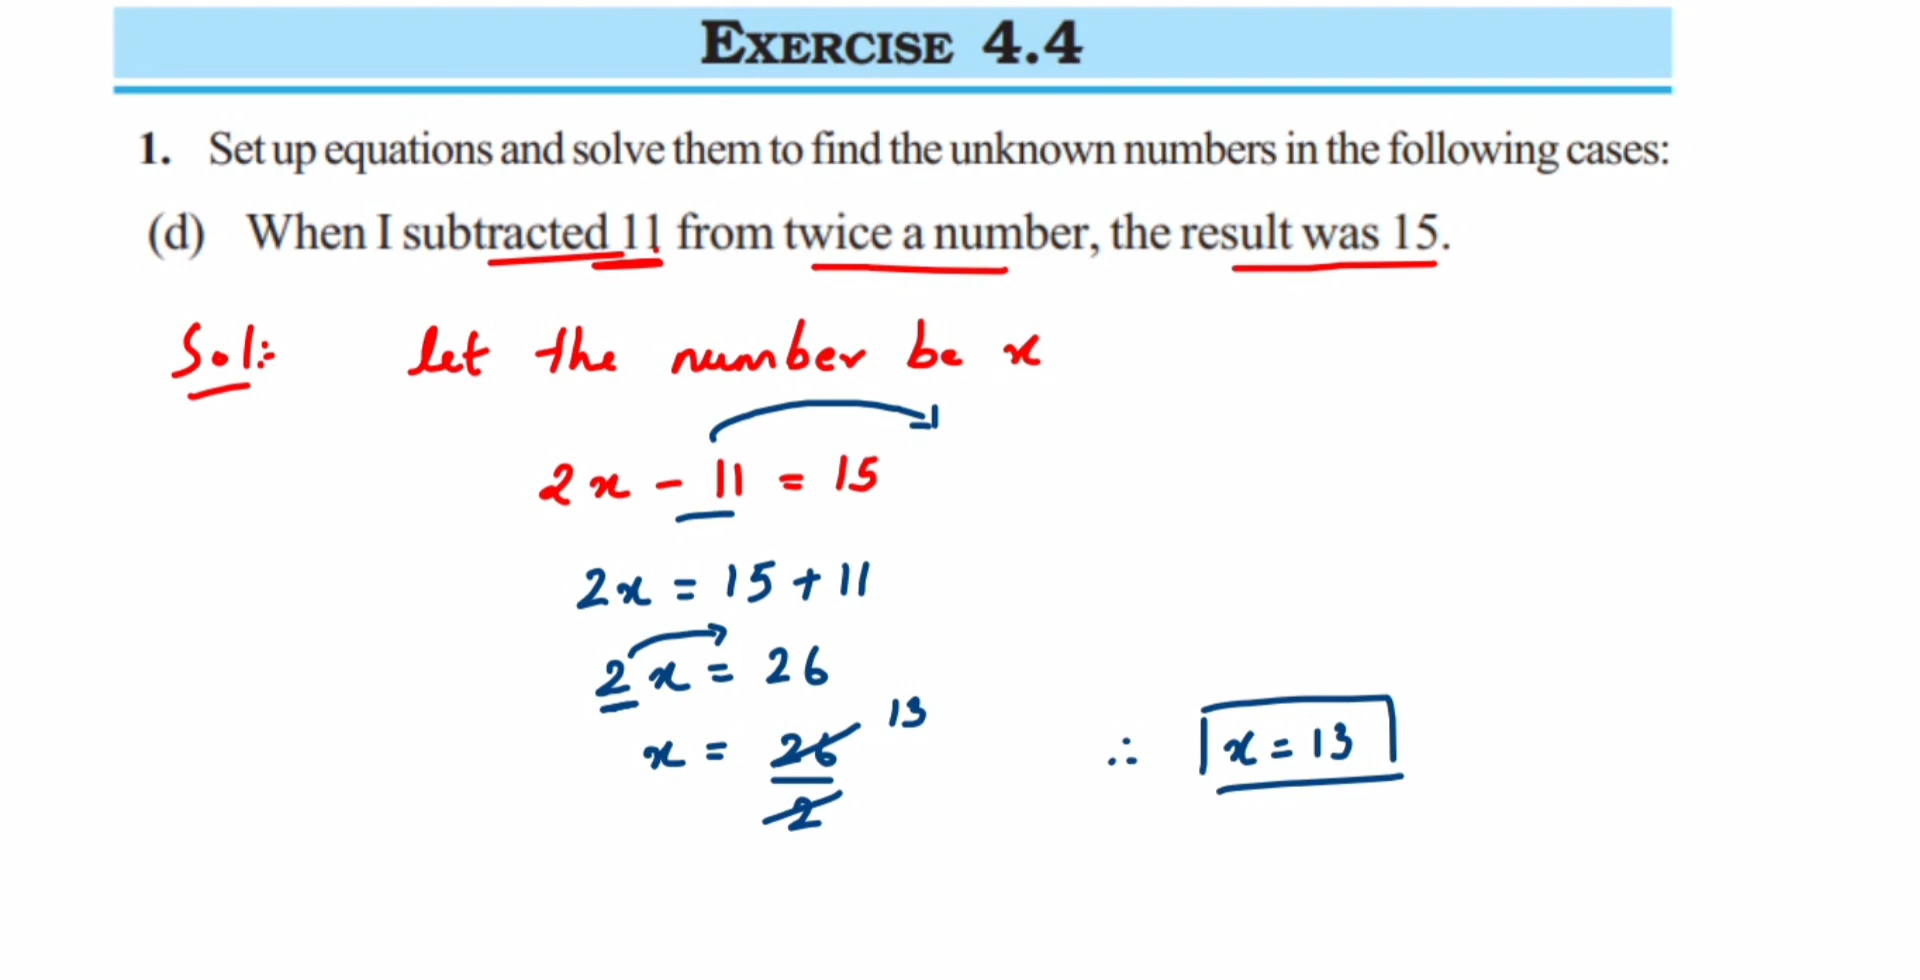 EXERCISE 4.4
1. Set up equations and solve them to find the unknown numbers in the following cases:
(d) When I subtracted 11 from twice a number, the result was 15.
Sol:- let the number be x
2x - 11 = 15
2x = 15 + 11
2x = 26
x = 26/2 13
∴ x = 13